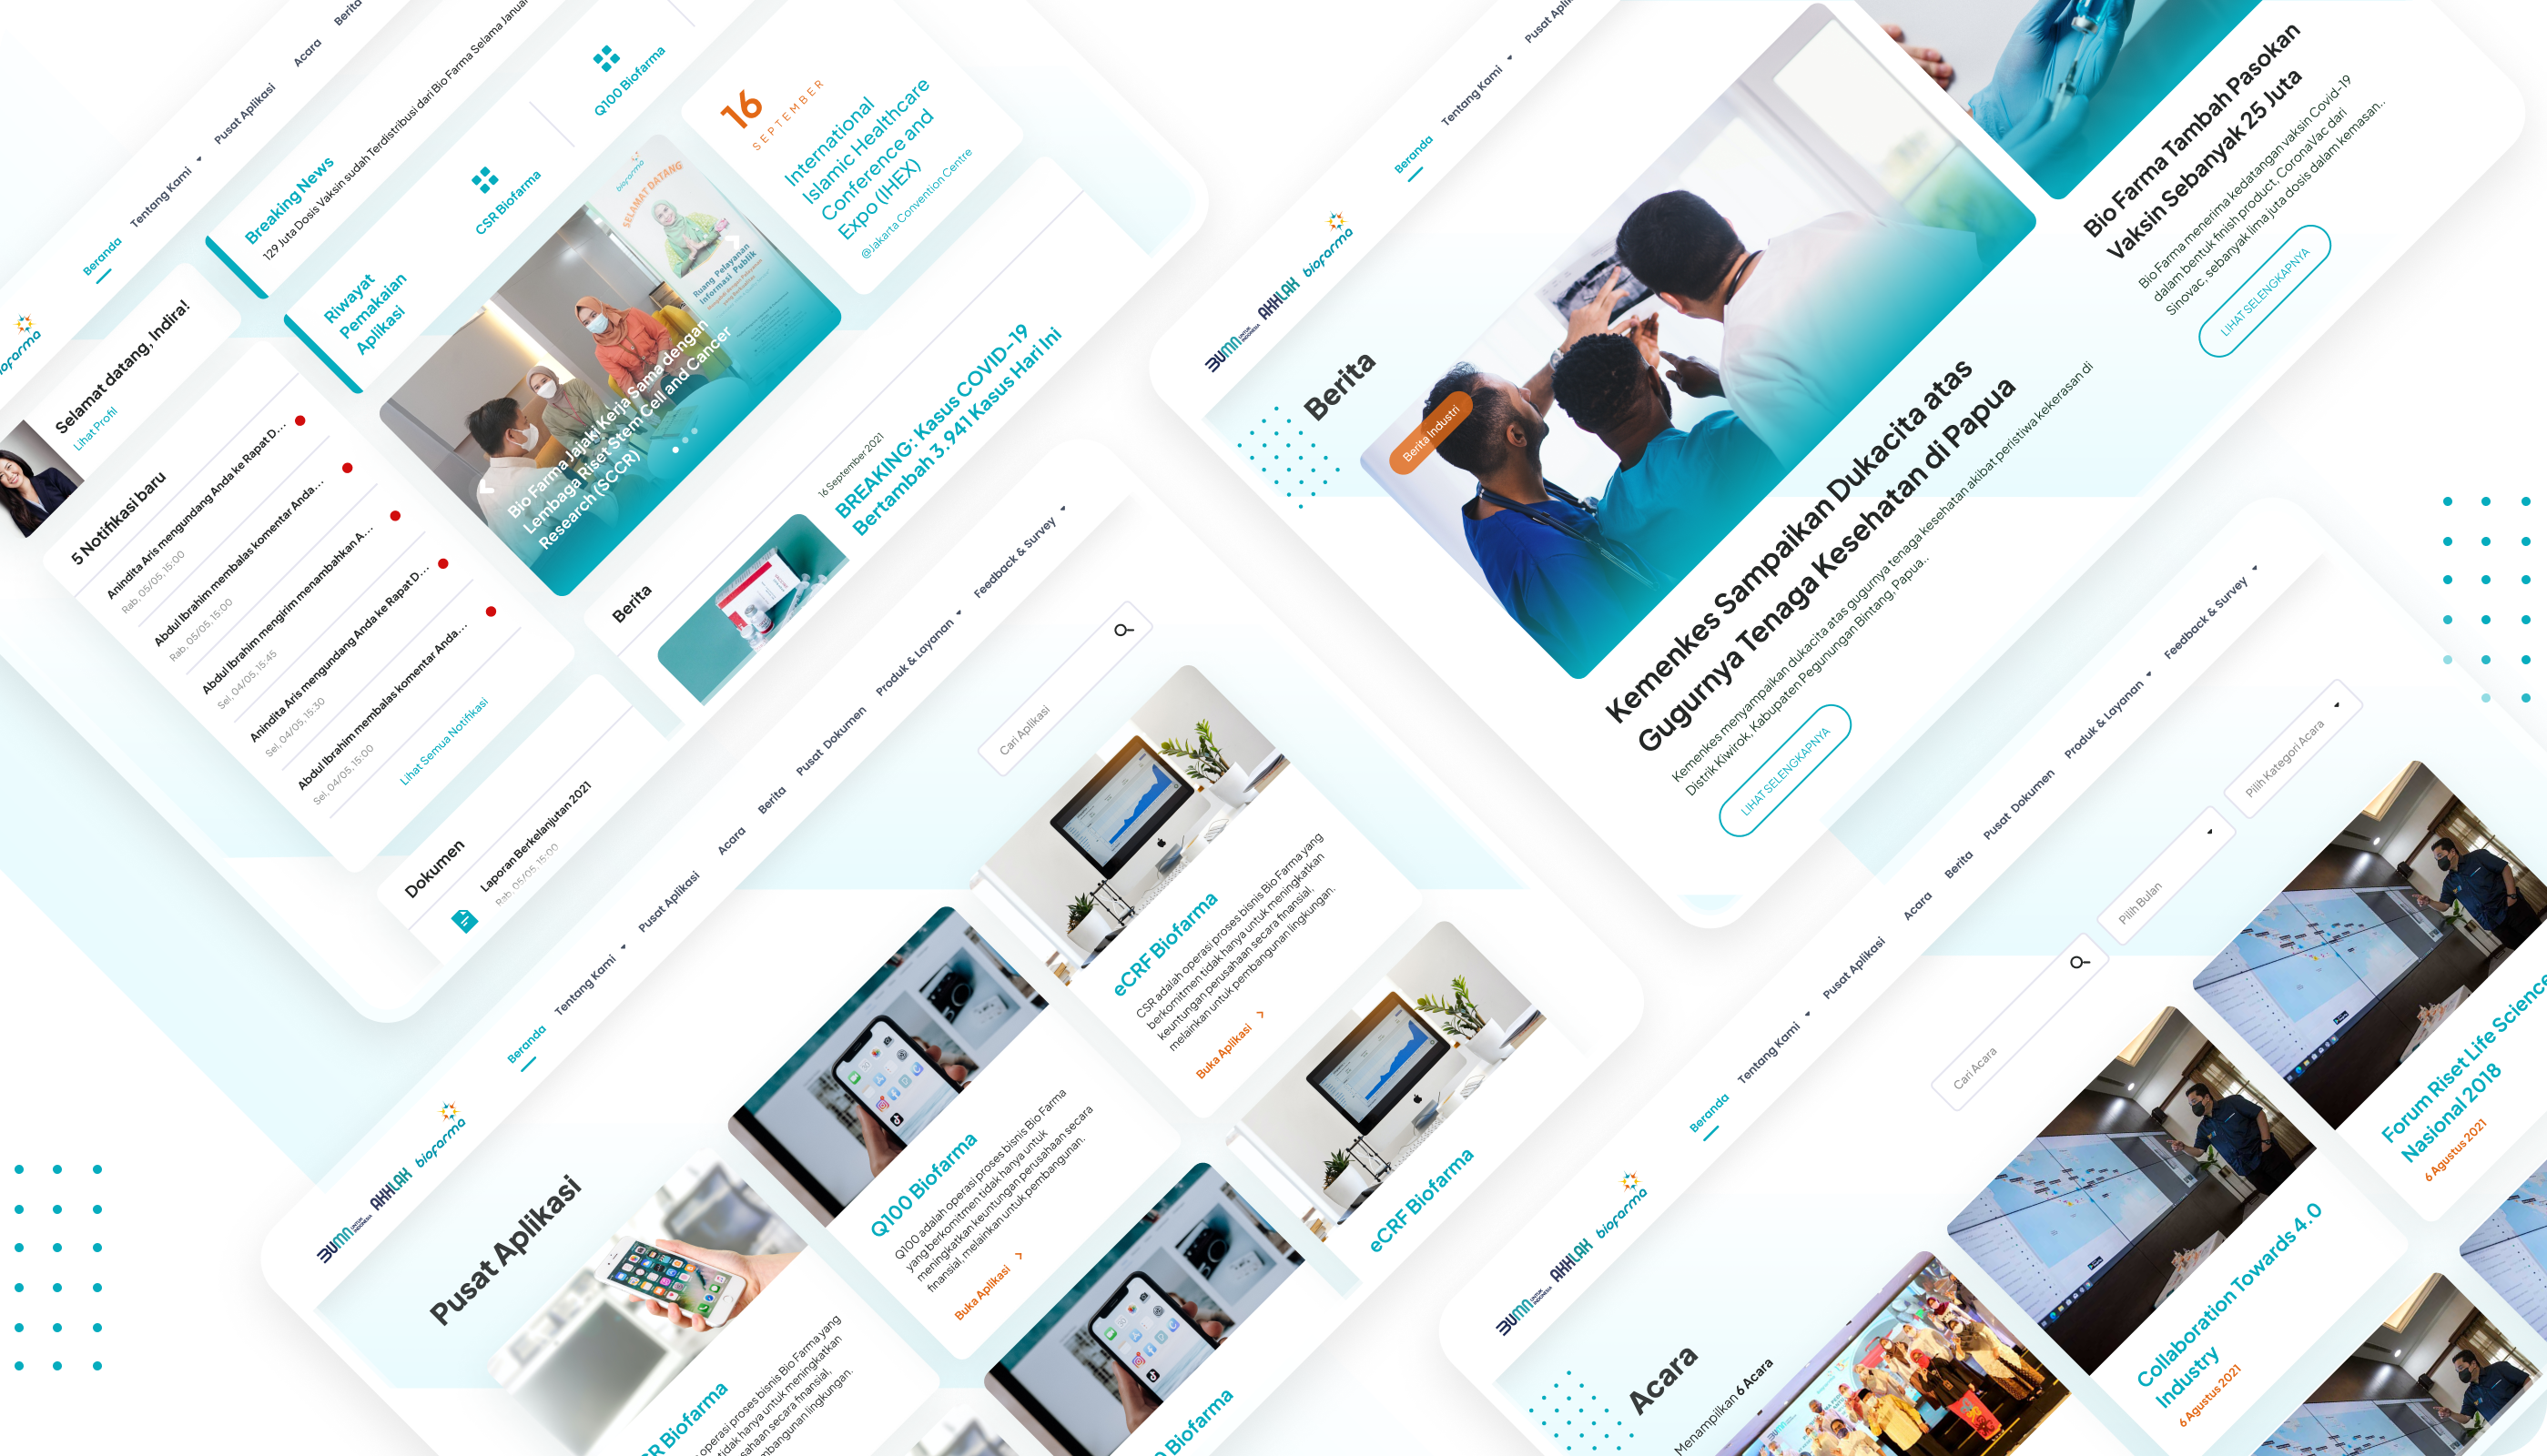 Beranda
Tentang Kami
Pusat Aplikasi
Acara
Berita
biofarma
Selamat datang, Indira!
Lihat Profil
Breaking News
129 Juta Dosis Vaksin sudah Terdistribusi dari Bio Farma Selama Januar
Riwayat
Pemakaian
Aplikasi
CSR Biofarma
Q100 Biofarma
5 Notifikasi baru
Anindita Aris mengundang Anda ke Rapat D...
Rab, 05/05, 15:00
Abdul Ibrahim membalas komentar Anda...
Rab, 05/05, 15:00
Abdul Ibrahim mengirim menambahkan A...
Sel, 04/05, 15:45
Anindita Aris mengundang Anda ke Rapat D...
Sel, 04/05, 15:30
Abdul Ibrahim membalas komentar Anda...
Sel, 04/05, 15:00
Lihat Semua Notifikasi
Dokumen
Laporan Berkelanjutan 2021
Rab, 05/05, 15:00
biofarma
SELAMAT DATANG
Ruang Pelayanan
Informasi Publik
Bio Farma Jajaki Kerja Sama dengan
Lembaga Riset Stem Cell and Cancer
Research (SCCR)
16
SEPTEMBER
International
Islamic Healthcare
Conference and
Expo (IHEX)
@Jakarta Convention Centre
Berita
16 September 2021
BREAKING: Kasus COVID-19
Bertambah 3.941 Kasus Hari Ini
BUMN
UNTUK
INDONESIA
AKHLAK
biofarma
Beranda
Tentang Kami
Pusat Aplikasi
Acara
Berita
Pusat Dokumen
Produk & Layanan
Feedback & Survey
Pusat Aplikasi
Cari Aplikasi
SR Biofarma
operasi proses bisnis Bio Farma yang
tidak hanya untuk meningkatkan
sahaan secara finansial,
mbangunan lingkungan.
Q100 Biofarma
Q100 adalah operasi proses bisnis Bio Farma
yang berkomitmen tidak hanya untuk
meningkatkan keuntungan perusahaan secara
finansial, melainkan untuk pembangunan.
Buka Aplikasi
eCRF Biofarma
CSR adalah operasi proses bisnis Bio Farma yang
berkomitmen tidak hanya untuk meningkatkan
keuntungan perusahaan secara finansial,
melainkan untuk pembangunan lingkungan.
Buka Aplikasi
0 Biofarma
eCRF Biofarma
BUMN
UNTUK
INDONESIA
AKHLAK
biofarma
Beranda
Tentang Kami
Pusat Aplik
Berita
Berita Industri
Kemenkes Sampaikan Dukacita atas
Gugurnya Tenaga Kesehatan di Papua
Kemenkes menyampaikan dukacita atas gugurnya tenaga kesehatan akibat peristiwa kekerasan di
Distrik Kiwirok, Kabupaten Pegunungan Bintang, Papua..
LIHAT SELENGKAPNYA
Bio Farma Tambah Pasokan
Vaksin Sebanyak 25 Juta
Bio Farma menerima kedatangan vaksin Covid-19
dalam bentuk finish product, CoronaVac dari
Sinovac, sebanyak lima juta dosis dalam kemasan..
LIHAT SELENGKAPNYA
BUMN
UNTUK
INDONESIA
AKHLAK
biofarma
Beranda
Tentang Kami
Pusat Aplikasi
Acara
Berita
Pusat Dokumen
Produk & Layanan
Feedback & Survey
Acara
Menampilkan 6 Acara
Cari Acara
Pilih Bulan
Pilih Kategori Acara
Collaboration Towards 4.0
Industry
6 Agustus 2021
Forum Riset Life Science
Nasional 2018
6 Agustus 2021